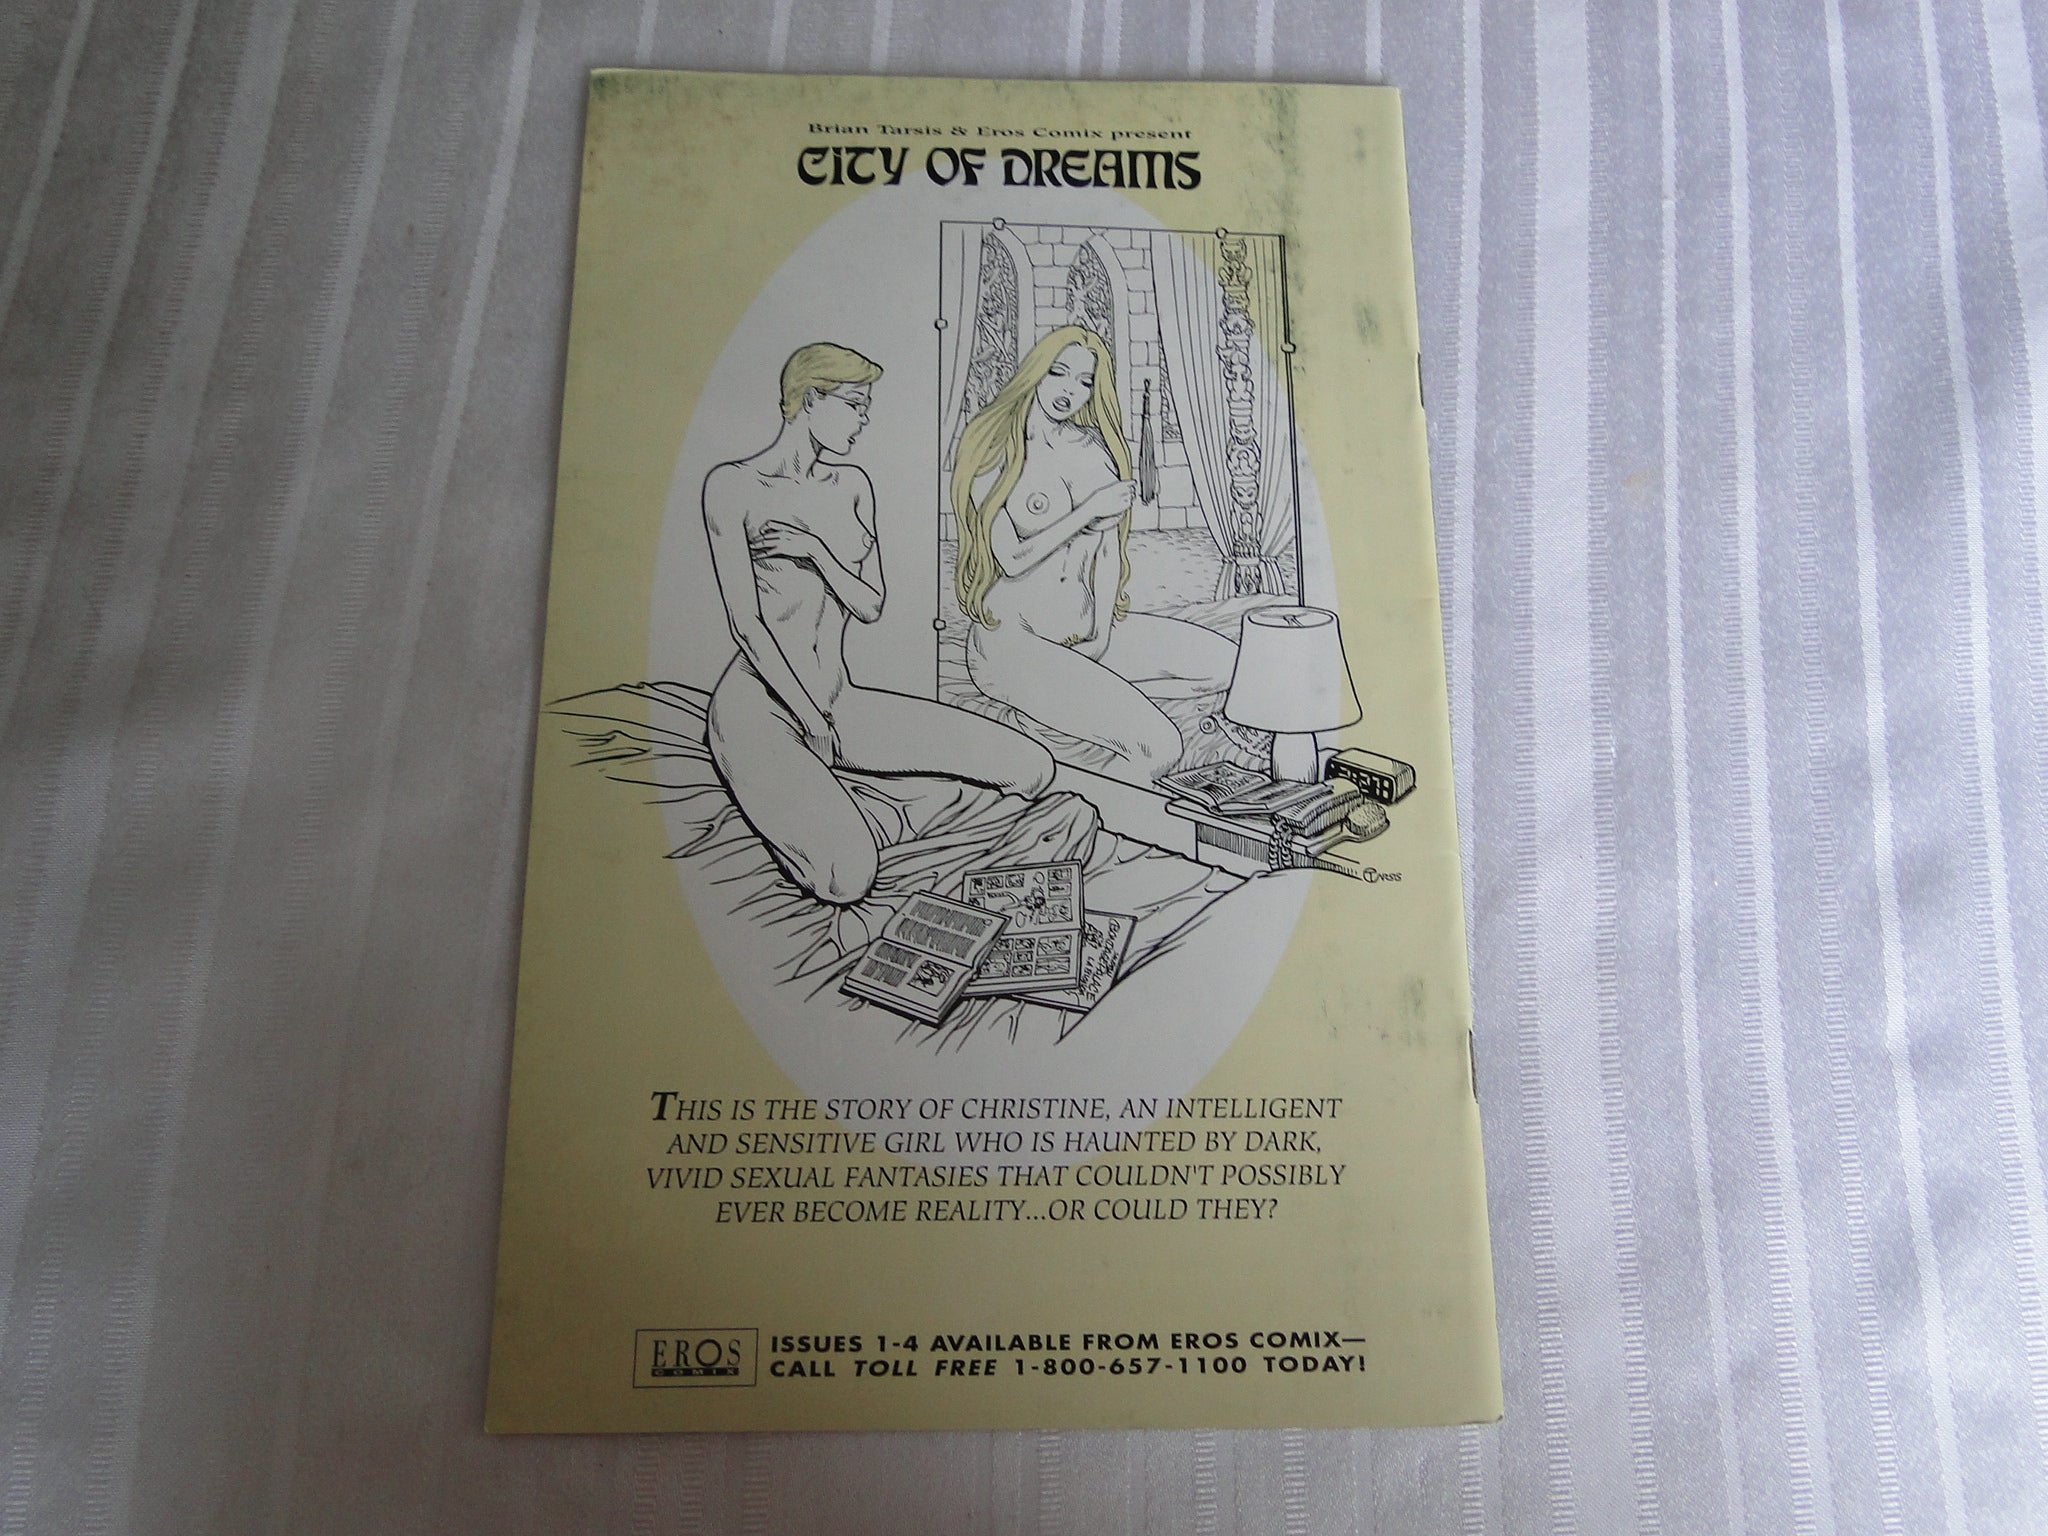 Brian Tarsis & Eros Comix present
CITY OF DREAMS
TARSIS
THIS IS THE STORY OF CHRISTINE, AN INTELLIGENT
AND SENSITIVE GIRL WHO IS HAUNTED BY DARK,
VIVID SEXUAL FANTASIES THAT COULDN'T POSSIBLY
EVER BECOME REALITY...OR COULD THEY?
EROS
COMIX
ISSUES 1-4 AVAILABLE FROM EROS COMIX—
CALL TOLL FREE 1-800-657-1100 TODAY!